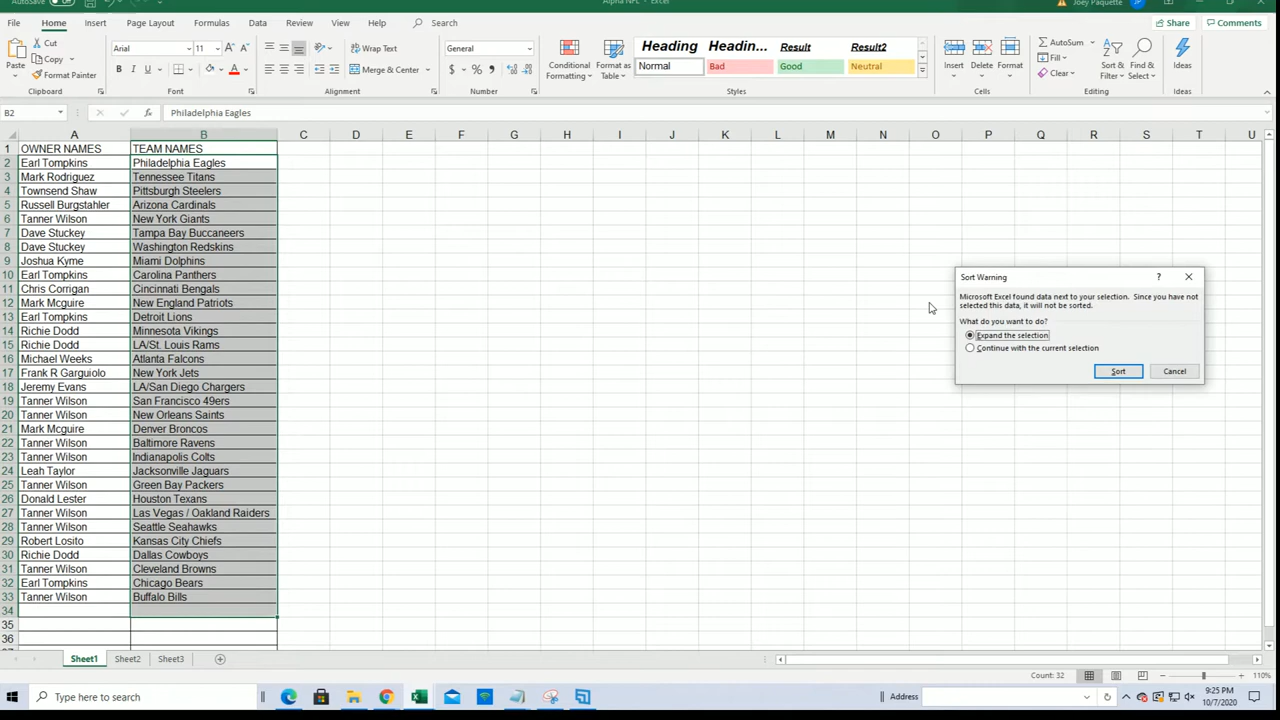 AutoSave Off Alpha NFL - Excel Joey Paquette JP
File Home Insert Page Layout Formulas Data Review View Help Search Share Comments
Paste Cut Copy Format Painter Clipboard
Arial 11 A A B I U A Font
Wrap Text Merge & Center Alignment
General $ % , Number
Conditional Formatting Format as Table
Heading Headin... Result Result2
Normal Bad Good Neutral
Styles
Insert Delete Format Cells
AutoSum Fill Clear Sort & Filter Find & Select Editing
Ideas Ideas
B2 fx Philadelphia Eagles
A B C D E F G H I J K L M N O P Q R S T U
1 OWNER NAMES TEAM NAMES
2 Earl Tompkins Philadelphia Eagles
3 Mark Rodriguez Tennessee Titans
4 Townsend Shaw Pittsburgh Steelers
5 Russell Burgstahler Arizona Cardinals
6 Tanner Wilson New York Giants
7 Dave Stuckey Tampa Bay Buccaneers
8 Dave Stuckey Washington Redskins
9 Joshua Kyme Miami Dolphins
10 Earl Tompkins Carolina Panthers
11 Chris Corrigan Cincinnati Bengals
12 Mark Mcguire New England Patriots
13 Earl Tompkins Detroit Lions
14 Richie Dodd Minnesota Vikings
15 Richie Dodd LA/St. Louis Rams
16 Michael Weeks Atlanta Falcons
17 Frank R Garguiolo New York Jets
18 Jeremy Evans LA/San Diego Chargers
19 Tanner Wilson San Francisco 49ers
20 Tanner Wilson New Orleans Saints
21 Mark Mcguire Denver Broncos
22 Tanner Wilson Baltimore Ravens
23 Tanner Wilson Indianapolis Colts
24 Leah Taylor Jacksonville Jaguars
25 Tanner Wilson Green Bay Packers
26 Donald Lester Houston Texans
27 Tanner Wilson Las Vegas / Oakland Raiders
28 Tanner Wilson Seattle Seahawks
29 Robert Losito Kansas City Chiefs
30 Richie Dodd Dallas Cowboys
31 Tanner Wilson Cleveland Browns
32 Earl Tompkins Chicago Bears
33 Tanner Wilson Buffalo Bills
34
35
36
Sort Warning ?
Microsoft Excel found data next to your selection. Since you have not
selected this data, it will not be sorted.
What do you want to do?
Expand the selection
Continue with the current selection
Sort Cancel
Sheet1 Sheet2 Sheet3
Count: 32 110%
Type here to search Address 9:25 PM
10/7/2020